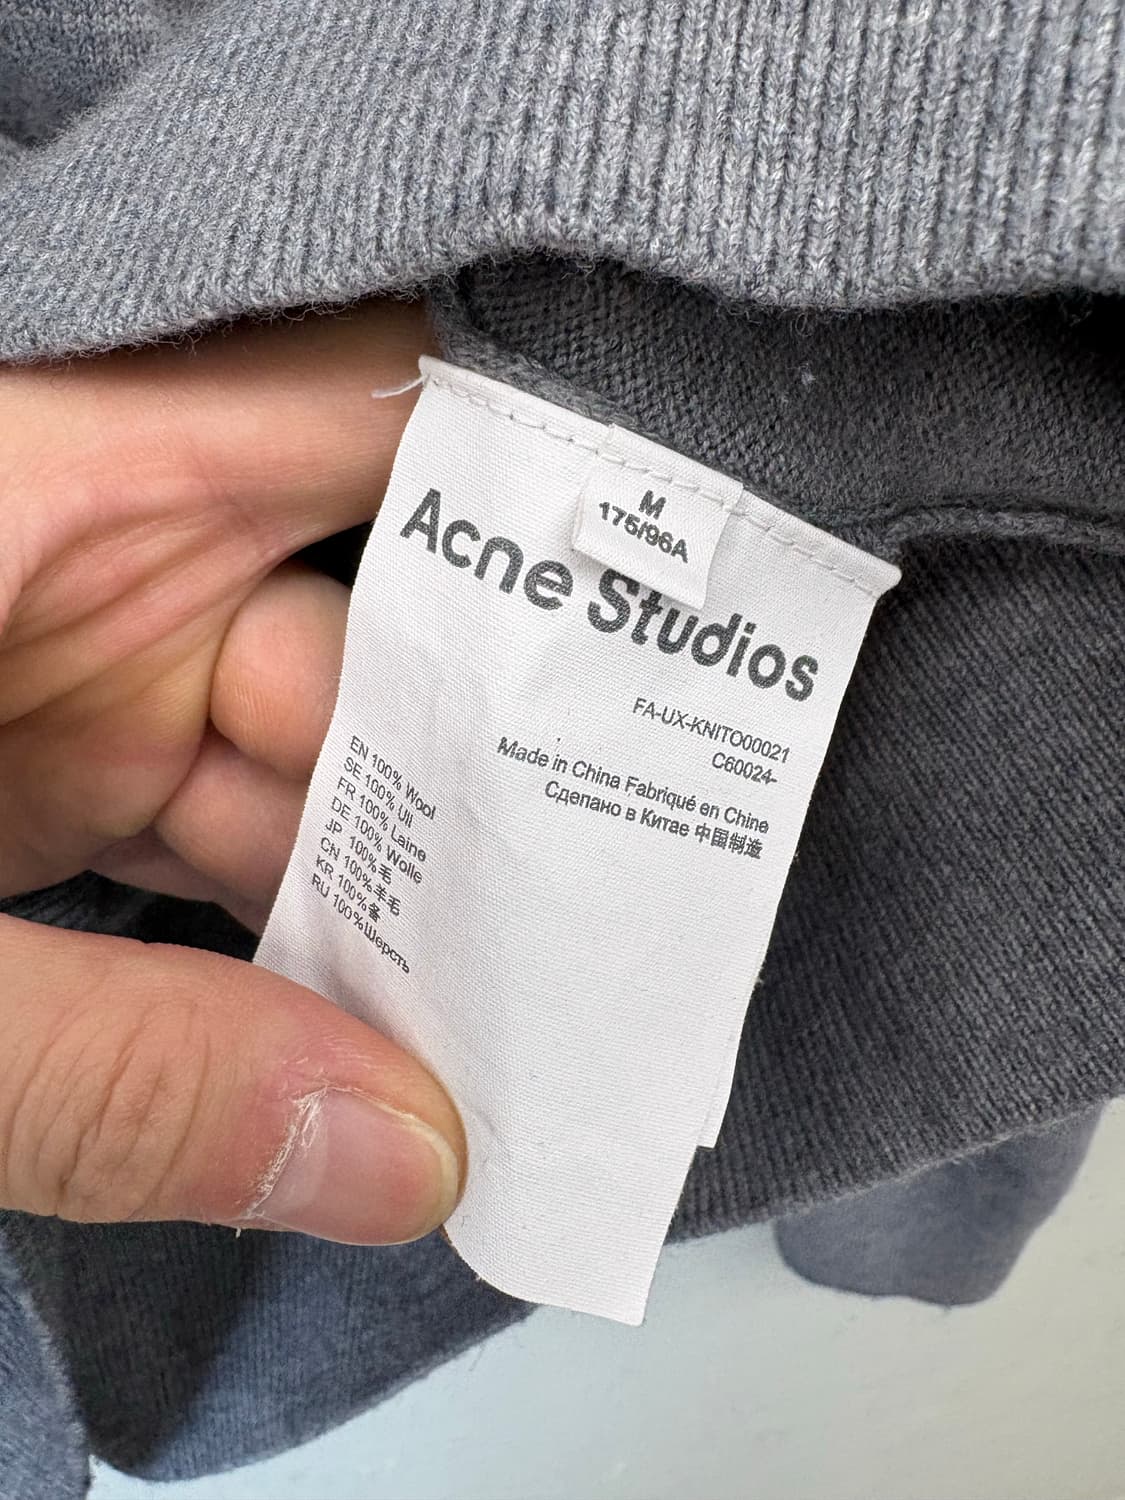 M
175/96A
Acne Studios
FA-UX-KNIT000021
C60024-
Made in China Fabriqué en Chine
Сделано в Китае 中国制造
EN 100% Wool
SE 100% Ull
FR 100% Laine
DE 100% Wolle
JP 100%毛
CN 100%羊毛
KR 100%울
RU 100%Шерсть